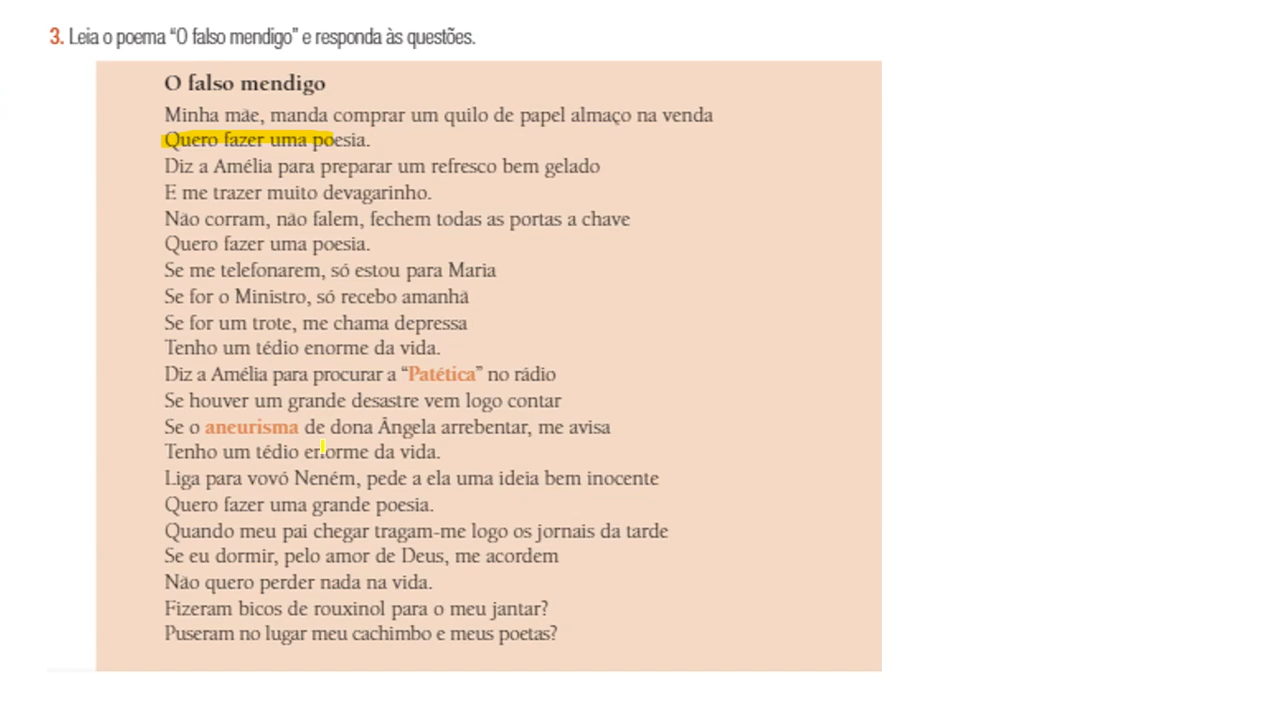 3. Leia o poema “O falso mendigo” e responda às questões.
O falso mendigo
Minha mãe, manda comprar um quilo de papel almaço na venda
Quero fazer uma poesia.
Diz a Amélia para preparar um refresco bem gelado
E me trazer muito devagarinho.
Não corram, não falem, fechem todas as portas a chave
Quero fazer uma poesia.
Se me telefonarem, só estou para Maria
Se for o Ministro, só recebo amanhã
Se for um trote, me chama depressa
Tenho um tédio enorme da vida.
Diz a Amélia para procurar a “Patética” no rádio
Se houver um grande desastre vem logo contar
Se o aneurisma de dona Ângela arrebentar, me avisa
Tenho um tédio enorme da vida.
Liga para vovó Neném, pede a ela uma ideia bem inocente
Quero fazer uma grande poesia.
Quando meu pai chegar tragam-me logo os jornais da tarde
Se eu dormir, pelo amor de Deus, me acordem
Não quero perder nada na vida.
Fizeram bicos de rouxinol para o meu jantar?
Puseram no lugar meu cachimbo e meus poetas?